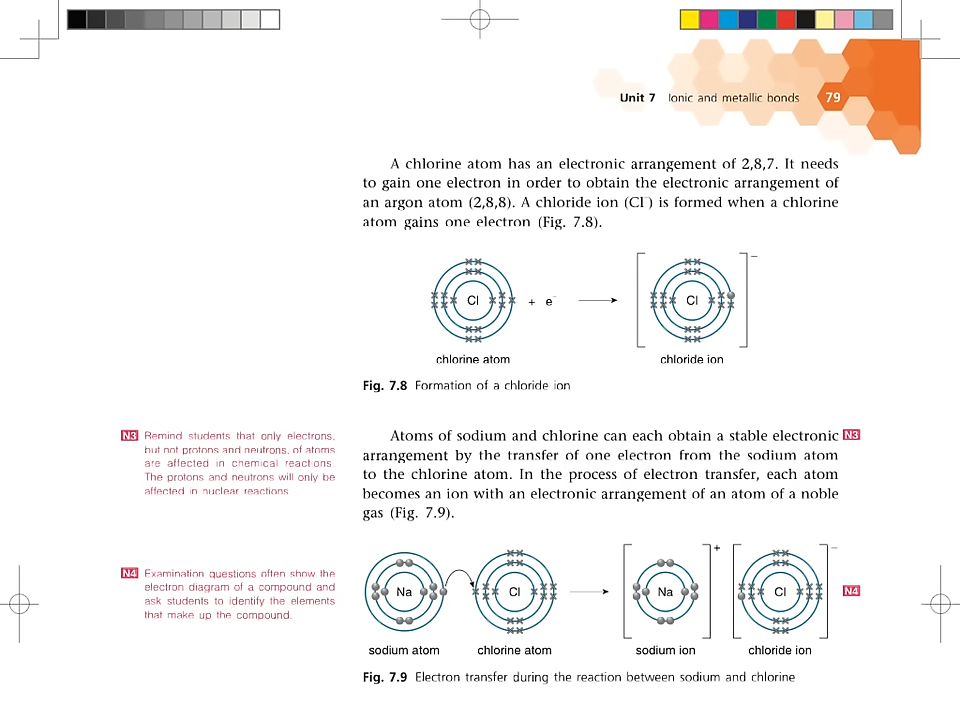 Unit 7 Ionic and metallic bonds 79
A chlorine atom has an electronic arrangement of 2,8,7. It needs
to gain one electron in order to obtain the electronic arrangement of
an argon atom (2,8,8). A chloride ion (Cl⁻) is formed when a chlorine
atom gains one electron (Fig. 7.8).
Cl + e⁻ Cl −
chlorine atom chloride ion
Fig. 7.8 Formation of a chloride ion
N3 Remind students that only electrons,
but not protons and neutrons, of atoms
are affected in chemical reactions.
The protons and neutrons will only be
affected in nuclear reactions.
Atoms of sodium and chlorine can each obtain a stable electronic N3
arrangement by the transfer of one electron from the sodium atom
to the chlorine atom. In the process of electron transfer, each atom
becomes an ion with an electronic arrangement of an atom of a noble
gas (Fig. 7.9).
N4 Examination questions often show the
electron diagram of a compound and
ask students to identify the elements
that make up the compound.
Na Cl Na + Cl − N4
sodium atom chlorine atom sodium ion chloride ion
Fig. 7.9 Electron transfer during the reaction between sodium and chlorine